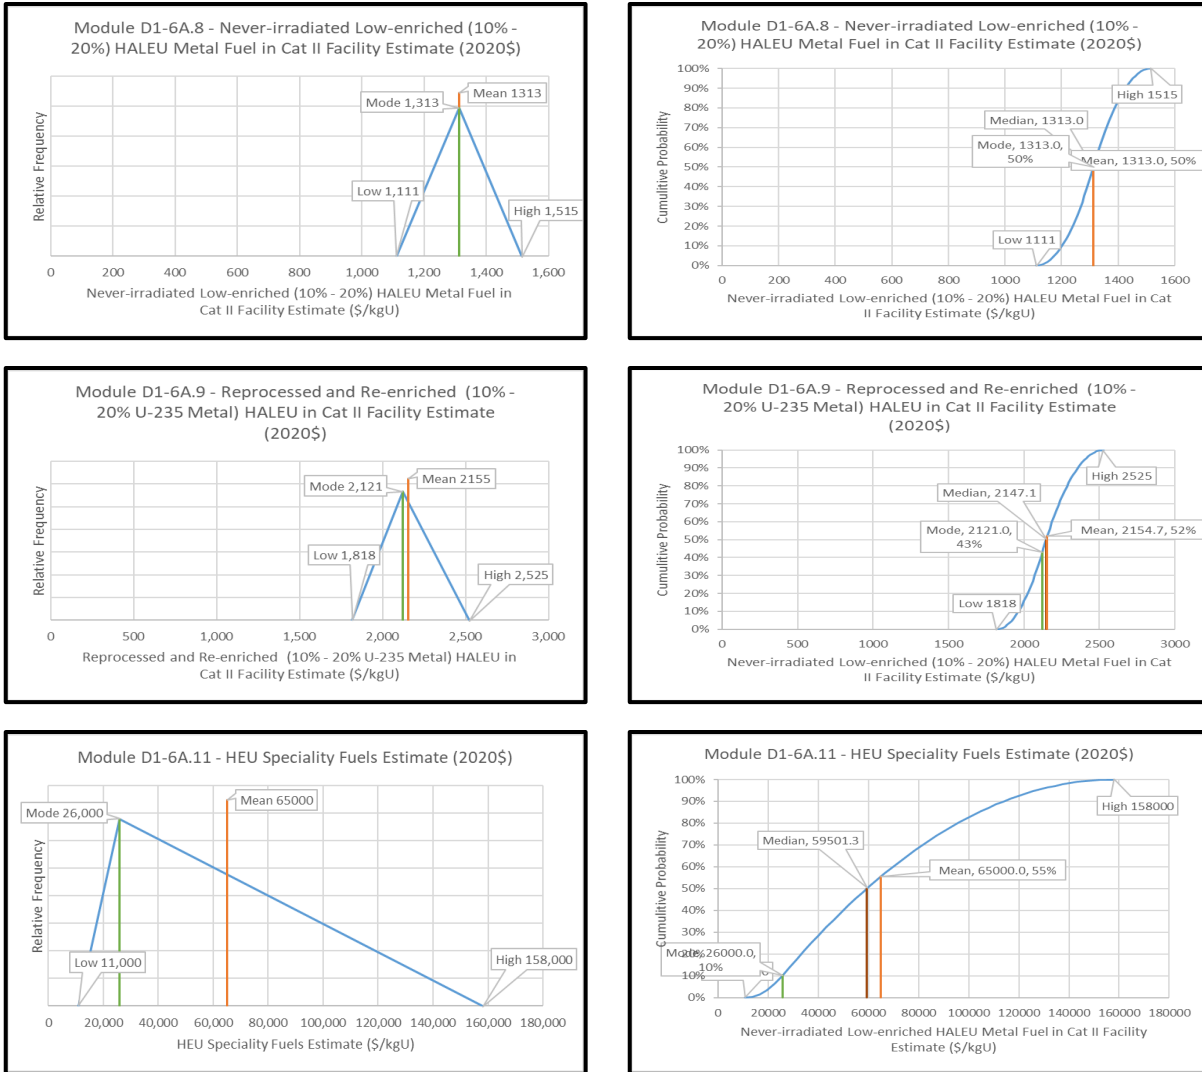 Module D1-6A.8 - Never-irradiated Low-enriched (10% -
20%) HALEU Metal Fuel in Cat II Facility Estimate (2020$)
Relative Frequency
Mean 1313
Mode 1,313
Low 1,111
High 1,515
0 200 400 600 800 1,000 1,200 1,400 1,600
Never-irradiated Low-enriched (10% - 20%) HALEU Metal Fuel in
Cat II Facility Estimate ($/kgU)
Module D1-6A.8 - Never-irradiated Low-enriched (10% -
20%) HALEU Metal Fuel in Cat II Facility Estimate (2020$)
Cumulitive Probability
100%
90%
80%
70%
60%
50%
40%
30%
20%
10%
0%
High 1515
Median, 1313.0
Mode, 1313.0,
50%
Mean, 1313.0, 50%
Low 1111
0 200 400 600 800 1000 1200 1400 1600
Never-irradiated Low-enriched (10% - 20%) HALEU Metal Fuel in Cat
II Facility Estimate ($/kgU)
Module D1-6A.9 - Reprocessed and Re-enriched (10% -
20% U-235 Metal) HALEU in Cat II Facility Estimate
(2020$)
Relative Frequency
Mode 2,121
Mean 2155
Low 1,818
High 2,525
0 500 1,000 1,500 2,000 2,500 3,000
Reprocessed and Re-enriched (10% - 20% U-235 Metal) HALEU in
Cat II Facility Estimate ($/kgU)
Module D1-6A.9 - Reprocessed and Re-enriched (10% -
20% U-235 Metal) HALEU in Cat II Facility Estimate
(2020$)
Cumulitive Probability
100%
90%
80%
70%
60%
50%
40%
30%
20%
10%
0%
High 2525
Median, 2147.1
Mode, 2121.0,
43%
Mean, 2154.7, 52%
Low 1818
0 500 1000 1500 2000 2500 3000
Never-irradiated Low-enriched (10% - 20%) HALEU Metal Fuel in Cat
II Facility Estimate ($/kgU)
Module D1-6A.11 - HEU Speciality Fuels Estimate (2020$)
Relative Frequency
Mode 26,000
Mean 65000
Low 11,000
High 158,000
0 20,000 40,000 60,000 80,000 100,000 120,000 140,000 160,000 180,000
HEU Speciality Fuels Estimate ($/kgU)
Module D1-6A.11 - HEU Speciality Fuels Estimate (2020$)
Cumulitive Probability
100%
90%
80%
70%
60%
50%
40%
30%
20%
10%
0%
High 158000
Median, 59501.3
Mean, 65000.0, 55%
Mode, 26000.0,
10%
0 20000 40000 60000 80000 100000 120000 140000 160000 180000
Never-irradiated Low-enriched HALEU Metal Fuel in Cat II Facility
Estimate ($/kgU)